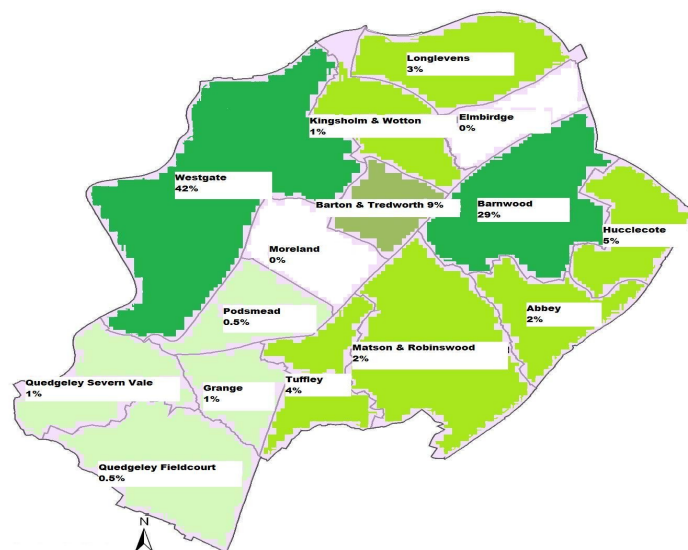 Longlevens
3%
Kingsholm & Wotton
1%
Elmbirdge
0%
Westgate
42%
Barton & Tredworth 9%
Barnwood
29%
Hucclecote
5%
Moreland
0%
Podsmead
0.5%
Abbey
2%
Matson & Robinswood
2%
Quedgeley Severn Vale
1%
Grange
1%
Tuffley
4%
Quedgeley Fieldcourt
0.5%
N